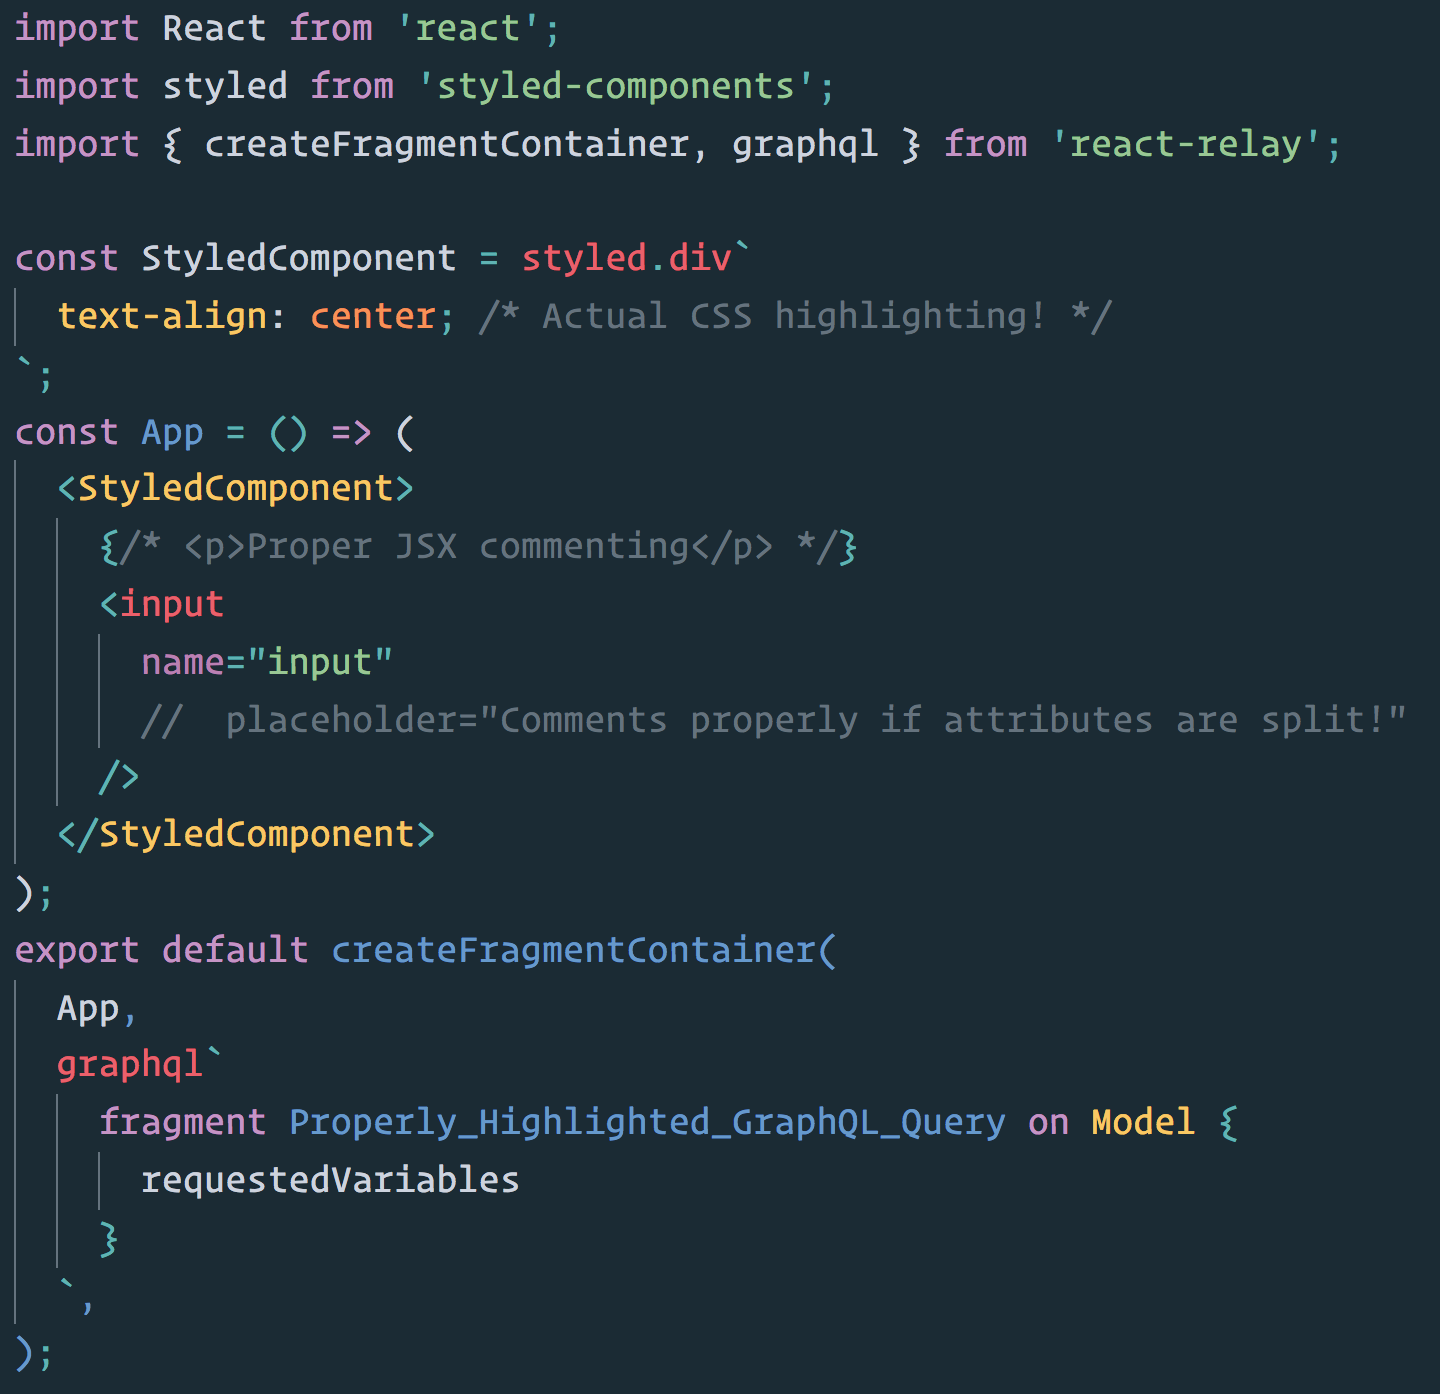 import React from 'react';
import styled from 'styled-components';
import { createFragmentContainer, graphql } from 'react-relay';

const StyledComponent = styled.div`
  text-align: center; /* Actual CSS highlighting! */
`;
const App = () => (
  <StyledComponent>
    {/* <p>Proper JSX commenting</p> */}
    <input
      name="input"
      //  placeholder="Comments properly if attributes are split!"
    />
  </StyledComponent>
);
export default createFragmentContainer(
  App,
  graphql`
    fragment Properly_Highlighted_GraphQL_Query on Model {
      requestedVariables
    }
  `,
);